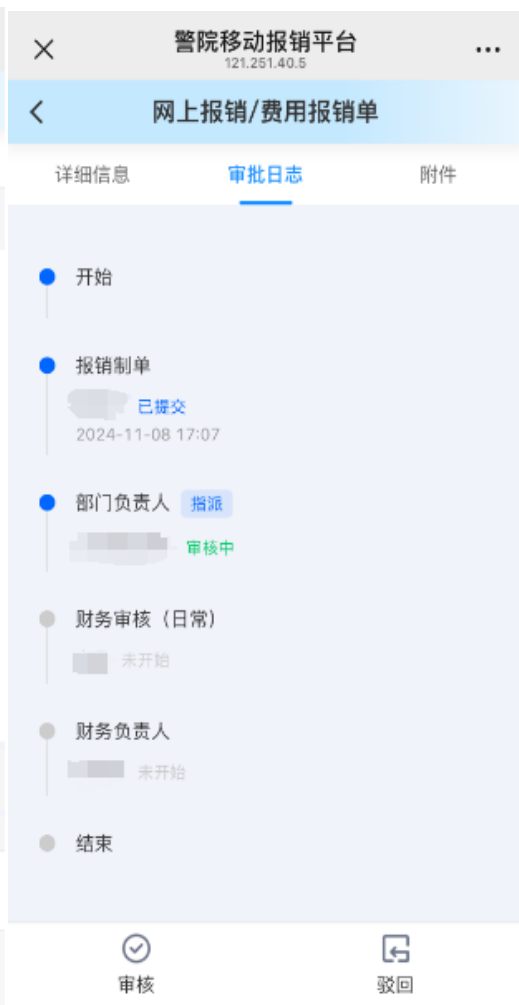 警院移动报销平台
121.251.40.5
网上报销/费用报销单
详细信息 审批日志 附件
开始
报销制单
已提交
2024-11-08 17:07
部门负责人 指派
审核中
财务审核（日常）
未开始
财务负责人
未开始
结束
审核 驳回